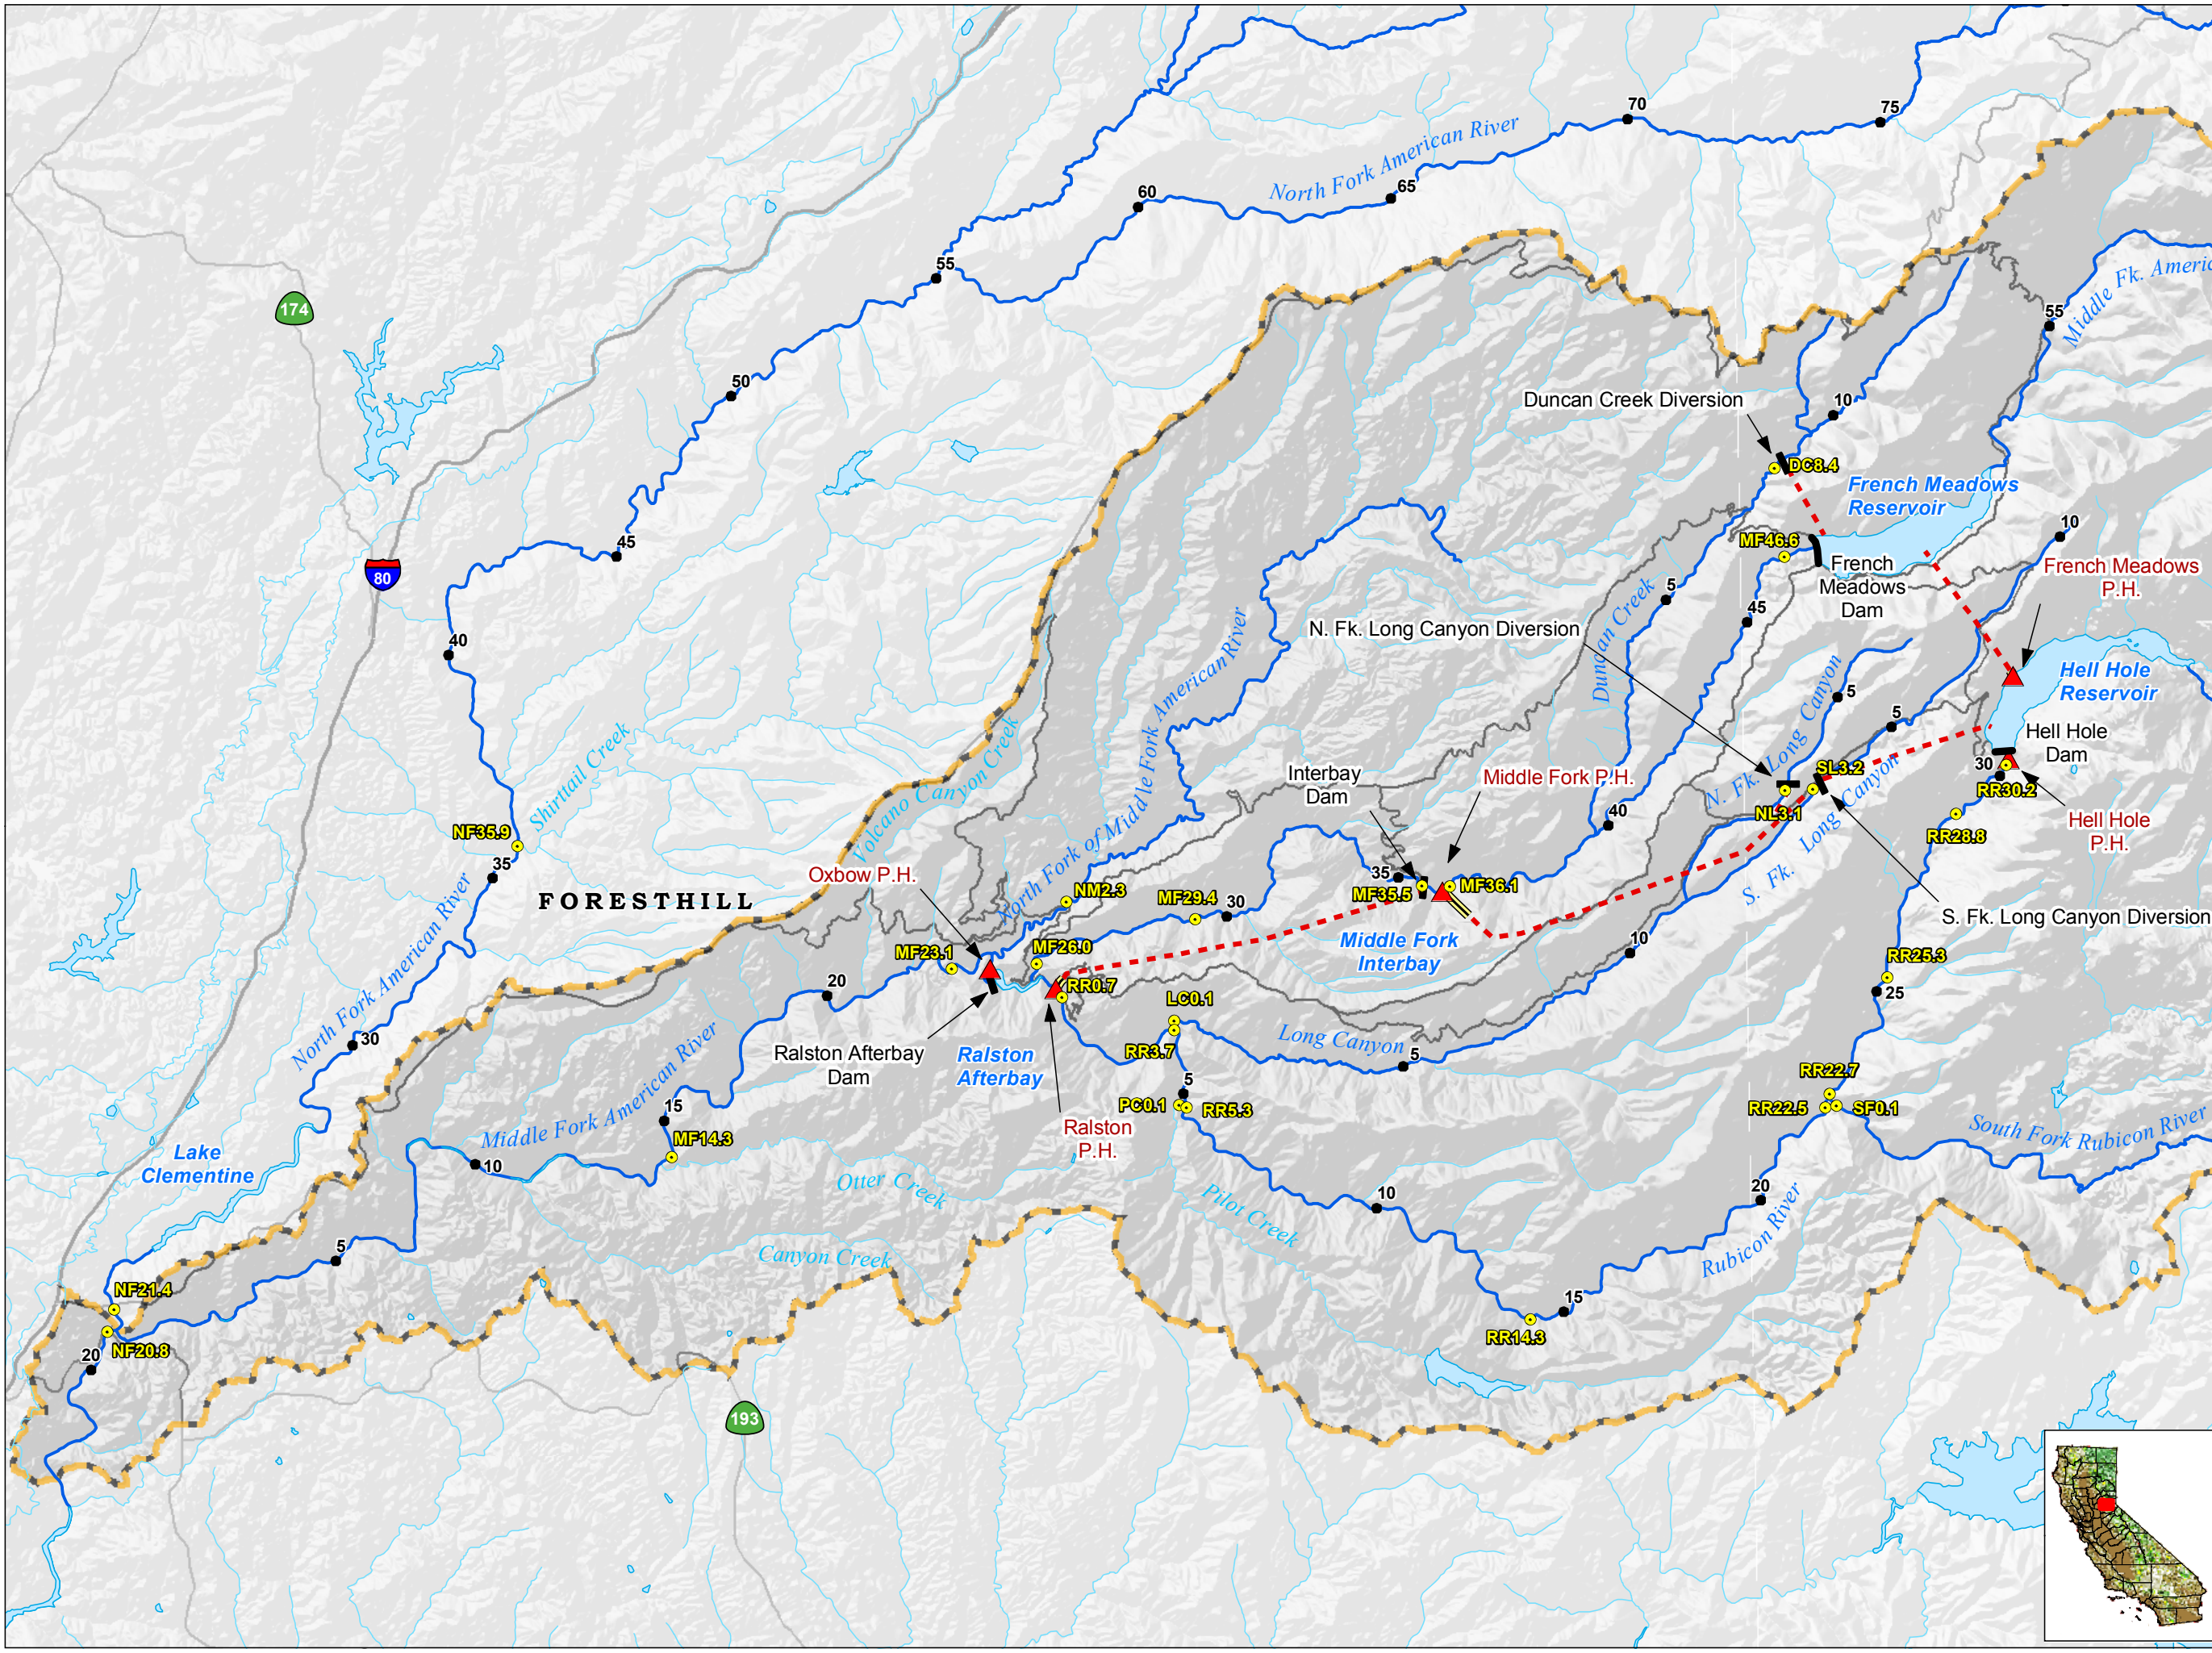 70
75
North Fork American River
65
60
55
Middle Fk. Americ
55
174
50
Duncan Creek Diversion
10
DC8.4
French Meadows
Reservoir
10
45
MF46.6
French
Meadows
Dam
French Meadows
P.H.
80
5
Duncan Creek
45
N. Fk. Long Canyon Diversion
40
North Fork of Middle Fork American River
Hell Hole
Reservoir
5
N. Fk. Long Canyon
5
Hell Hole
Dam
Shirttail Creek
Volcano Canyon Creek
Interbay
Dam
Middle Fork P.H.
SL3.2
30
RR30.2
NL3.1
S. Fk. Long Canyon
40
RR28.8
Hell Hole
P.H.
NF35.9
35
Oxbow P.H.
35
MF35.5
MF36.1
FORESTHILL
NM2.3
MF29.4
30
S. Fk. Long Canyon Diversion
North Fork American River
MF23.1
MF26.0
Middle Fork
Interbay
10
RR25.3
20
RR0.7
LC0.1
25
30
Ralston Afterbay
Dam
Ralston
Afterbay
RR3.7
Long Canyon
5
Middle Fork American River
15
5
RR22.7
PC0.1
RR5.3
RR22.5
SF0.1
MF14.3
Ralston
P.H.
South Fork Rubicon River
Lake
Clementine
10
Otter Creek
Pilot Creek
10
20
Rubicon River
Canyon Creek
5
NF21.4
15
RR14.3
NF20.8
20
193